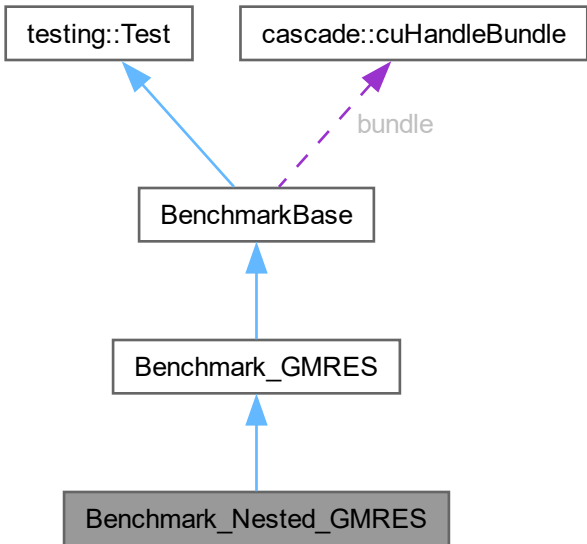 testing::Test
cascade::cuHandleBundle
bundle
BenchmarkBase
Benchmark_GMRES
Benchmark_Nested_GMRES